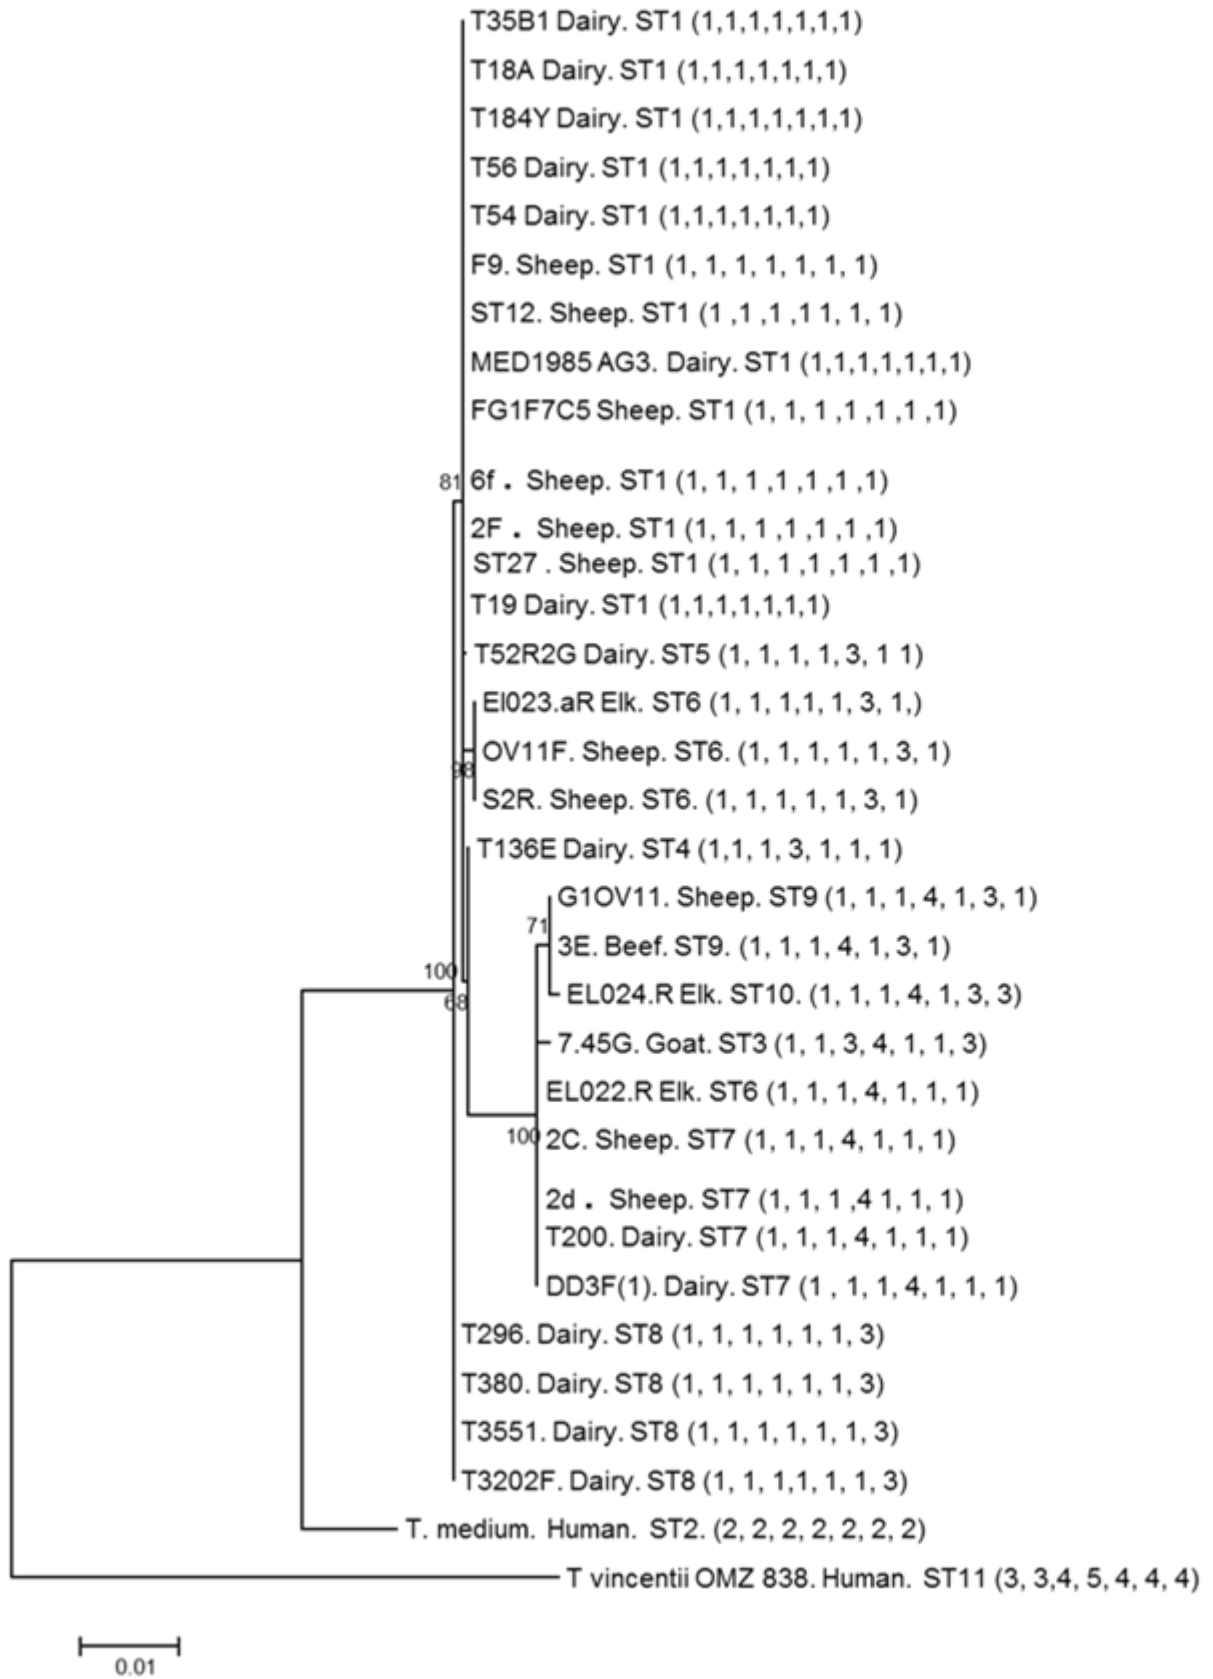 T35B1 Dairy. ST1 (1,1,1,1,1,1,1)
T18A Dairy. ST1 (1,1,1,1,1,1,1)
T184Y Dairy. ST1 (1,1,1,1,1,1,1)
T56 Dairy. ST1 (1,1,1,1,1,1,1)
T54 Dairy. ST1 (1,1,1,1,1,1,1)
F9. Sheep. ST1 (1, 1, 1, 1, 1, 1, 1)
ST12. Sheep. ST1 (1 ,1 ,1 ,1 1, 1, 1)
MED1985 AG3. Dairy. ST1 (1,1,1,1,1,1,1)
FG1F7C5 Sheep. ST1 (1, 1, 1 ,1 ,1 ,1 ,1)
81
6f . Sheep. ST1 (1, 1, 1 ,1 ,1 ,1 ,1)
2F . Sheep. ST1 (1, 1, 1 ,1 ,1 ,1 ,1)
ST27 . Sheep. ST1 (1, 1, 1 ,1 ,1 ,1 ,1)
T19 Dairy. ST1 (1,1,1,1,1,1,1)
T52R2G Dairy. ST5 (1, 1, 1, 1, 3, 1 1)
El023.aR Elk. ST6 (1, 1, 1,1, 1, 3, 1,)
OV11F. Sheep. ST6. (1, 1, 1, 1, 1, 3, 1)
98
S2R. Sheep. ST6. (1, 1, 1, 1, 1, 3, 1)
T136E Dairy. ST4 (1,1, 1, 3, 1, 1, 1)
G1OV11. Sheep. ST9 (1, 1, 1, 4, 1, 3, 1)
71
3E. Beef. ST9. (1, 1, 1, 4, 1, 3, 1)
100
EL024.R Elk. ST10. (1, 1, 1, 4, 1, 3, 3)
68
7.45G. Goat. ST3 (1, 1, 3, 4, 1, 1, 3)
EL022.R Elk. ST6 (1, 1, 1, 4, 1, 1, 1)
100
2C. Sheep. ST7 (1, 1, 1, 4, 1, 1, 1)
2d . Sheep. ST7 (1, 1, 1 ,4 1, 1, 1)
T200. Dairy. ST7 (1, 1, 1, 4, 1, 1, 1)
DD3F(1). Dairy. ST7 (1 , 1, 1, 4, 1, 1, 1)
T296. Dairy. ST8 (1, 1, 1, 1, 1, 1, 3)
T380. Dairy. ST8 (1, 1, 1, 1, 1, 1, 3)
T3551. Dairy. ST8 (1, 1, 1, 1, 1, 1, 3)
T3202F. Dairy. ST8 (1, 1, 1,1, 1, 1, 3)
T. medium. Human. ST2. (2, 2, 2, 2, 2, 2, 2)
T vincentii OMZ 838. Human. ST11 (3, 3,4, 5, 4, 4, 4)
0.01